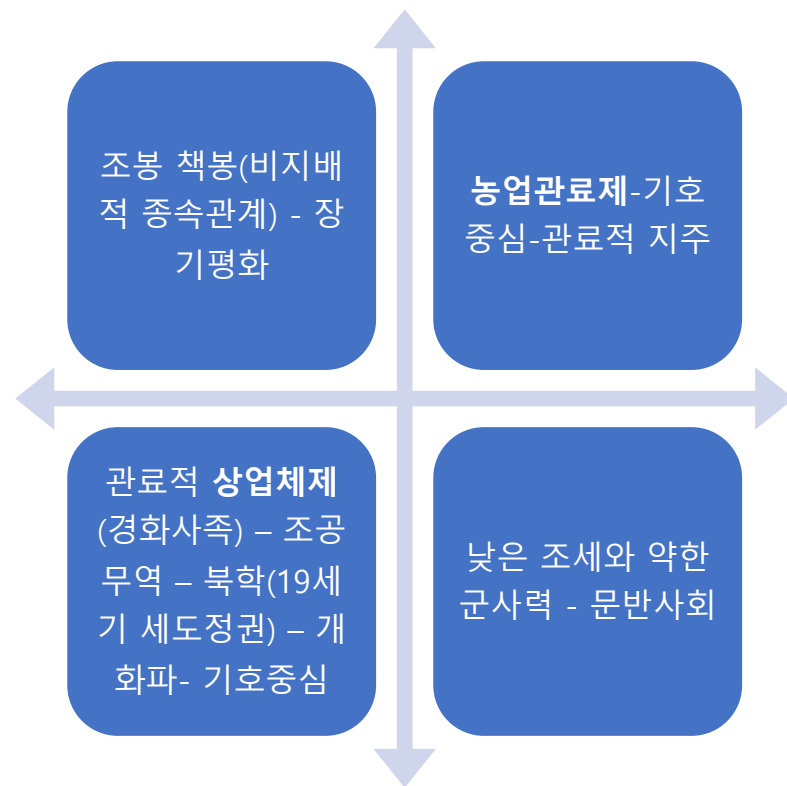 조봉 책봉(비지배
적 종속관계) - 장
기평화
농업관료제-기호
중심-관료적 지주
관료적 상업체제
(경화사족) – 조공
무역 – 북학(19세
기 세도정권) – 개
화파- 기호중심
낮은 조세와 약한
군사력 - 문반사회